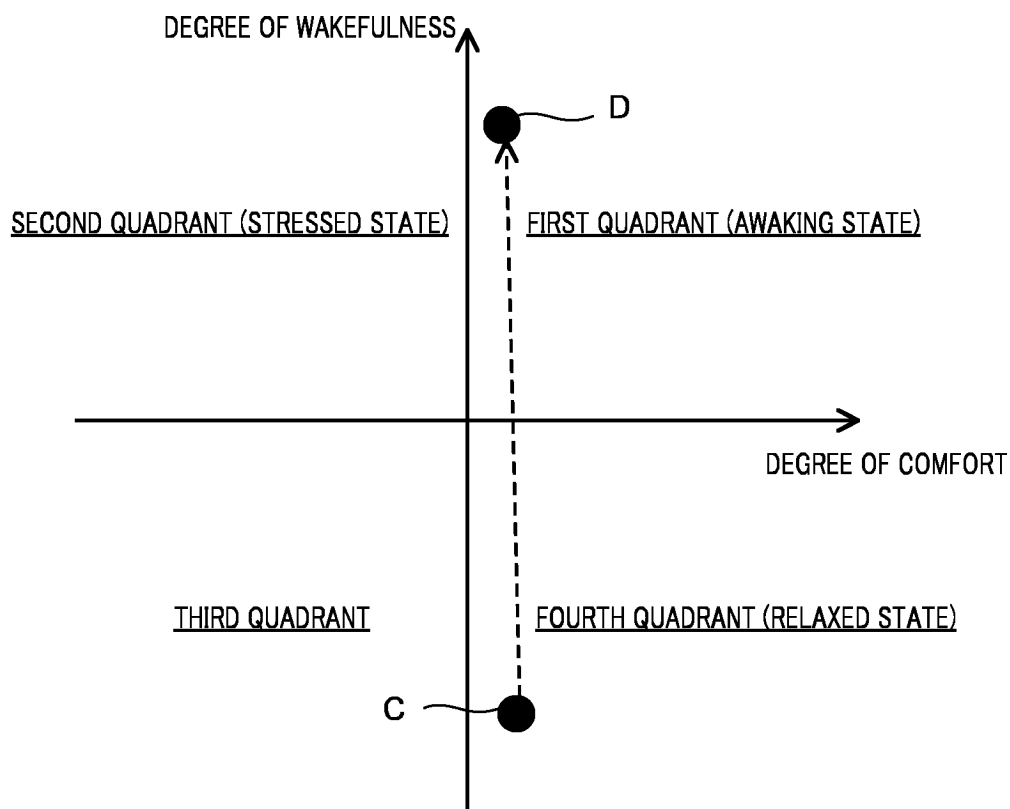 DEGREE OF WAKEFULNESS
D
SECOND QUADRANT (STRESSED STATE)
FIRST QUADRANT (AWAKING STATE)
DEGREE OF COMFORT
THIRD QUADRANT
FOURTH QUADRANT (RELAXED STATE)
C